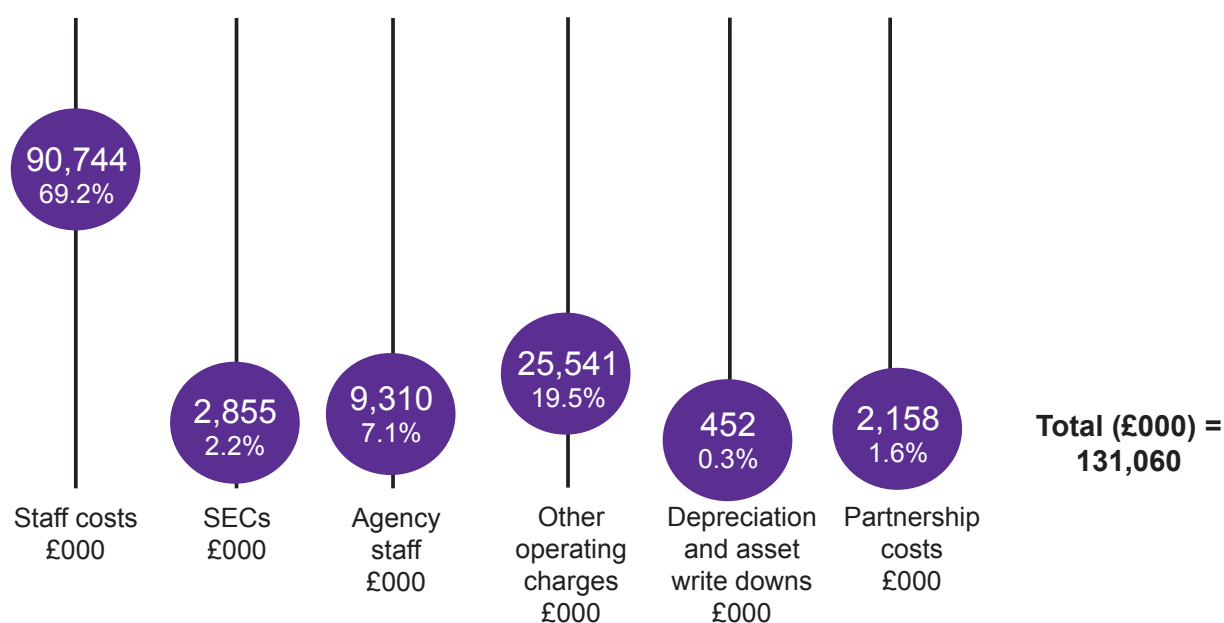 90,744
69.2%
2,855
2.2%
9,310
7.1%
25,541
19.5%
452
0.3%
2,158
1.6%
Total (£000) =
131,060
Staff costs
£000
SECs
£000
Agency
staff
£000
Other
operating
charges
£000
Depreciation
and asset
write downs
£000
Partnership
costs
£000